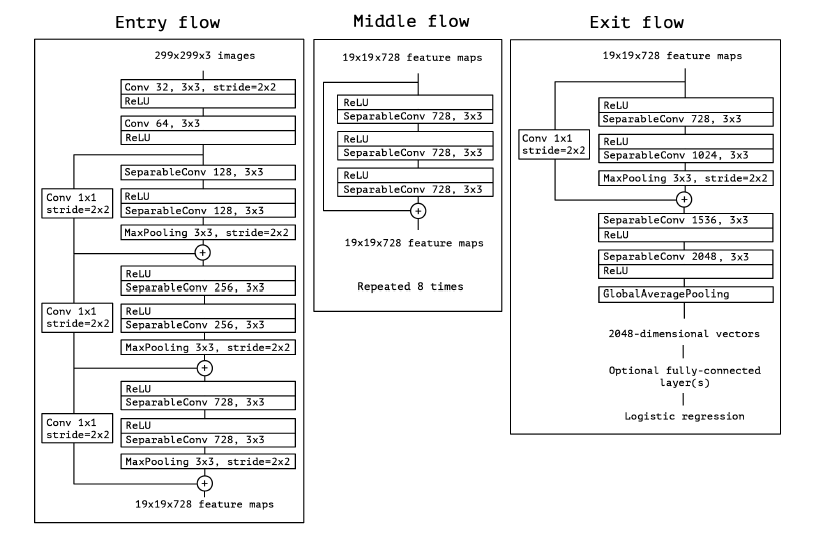 Entry flow
299x299x3 images
Conv 32, 3x3, stride=2x2
ReLU
Conv 64, 3x3
ReLU
SeparableConv 128, 3x3
Conv 1x1
stride=2x2
ReLU
SeparableConv 128, 3x3
MaxPooling 3x3, stride=2x2
+
ReLU
SeparableConv 256, 3x3
Conv 1x1
stride=2x2
ReLU
SeparableConv 256, 3x3
MaxPooling 3x3, stride=2x2
+
ReLU
SeparableConv 728, 3x3
Conv 1x1
stride=2x2
ReLU
SeparableConv 728, 3x3
MaxPooling 3x3, stride=2x2
+
19x19x728 feature maps
Middle flow
19x19x728 feature maps
ReLU
SeparableConv 728, 3x3
ReLU
SeparableConv 728, 3x3
ReLU
SeparableConv 728, 3x3
+
19x19x728 feature maps
Repeated 8 times
Exit flow
19x19x728 feature maps
ReLU
SeparableConv 728, 3x3
Conv 1x1
stride=2x2
ReLU
SeparableConv 1024, 3x3
MaxPooling 3x3, stride=2x2
+
SeparableConv 1536, 3x3
ReLU
SeparableConv 2048, 3x3
ReLU
GlobalAveragePooling
2048-dimensional vectors
Optional fully-connected
layer(s)
Logistic regression